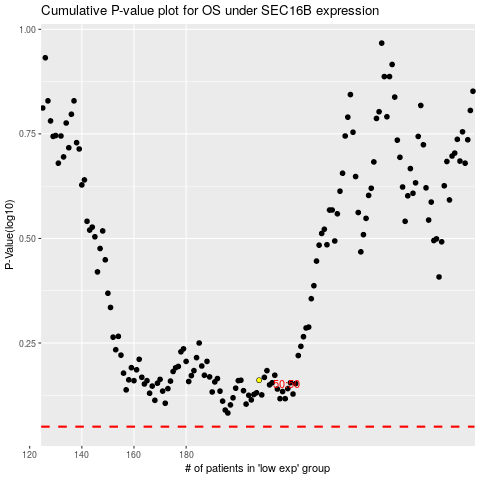 Cumulative P-value plot for OS under SEC16B expression
P-Value(log10)
1.00
0.75
0.50
0.25
120 140 160 180
# of patients in 'low exp' group